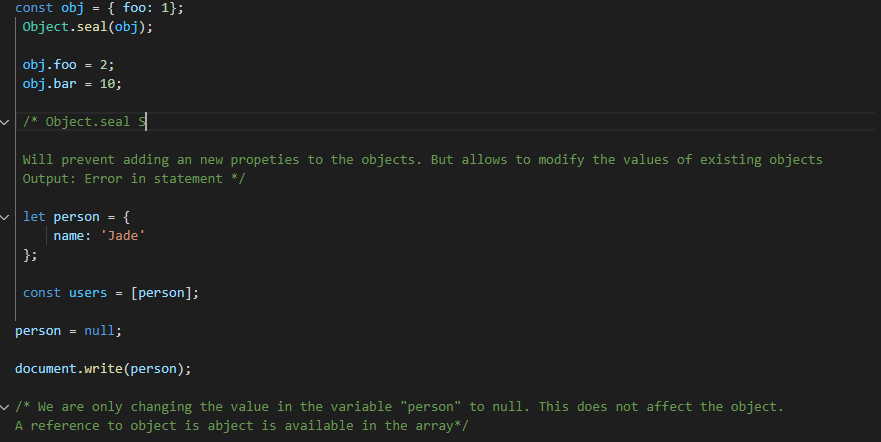 const obj = { foo: 1};
Object.seal(obj);
obj.foo = 2;
obj.bar = 10;
/* Object.seal S
Will prevent adding an new propeties to the objects. But allows to modify the values of existing objects
Output: Error in statement */
let person = {
name: 'Jade'
};
const users = [person];
person = null;
document.write(person);
/* We are only changing the value in the variable "person" to null. This does not affect the object.
A reference to object is abject is available in the array*/